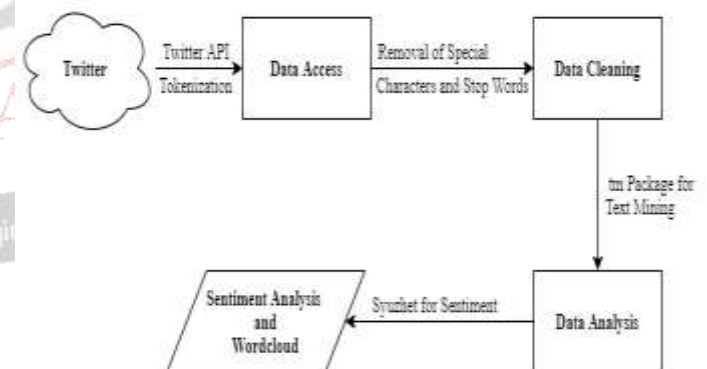 Twitter
Twitter API
Tokenization
Data Access
Removal of Special
Characters and Stop Words
Data Cleaning
tm Package for
Text Mining
Data Analysis
Syuzhet for Sentiment
Sentiment Analysis
and
Wordcloud